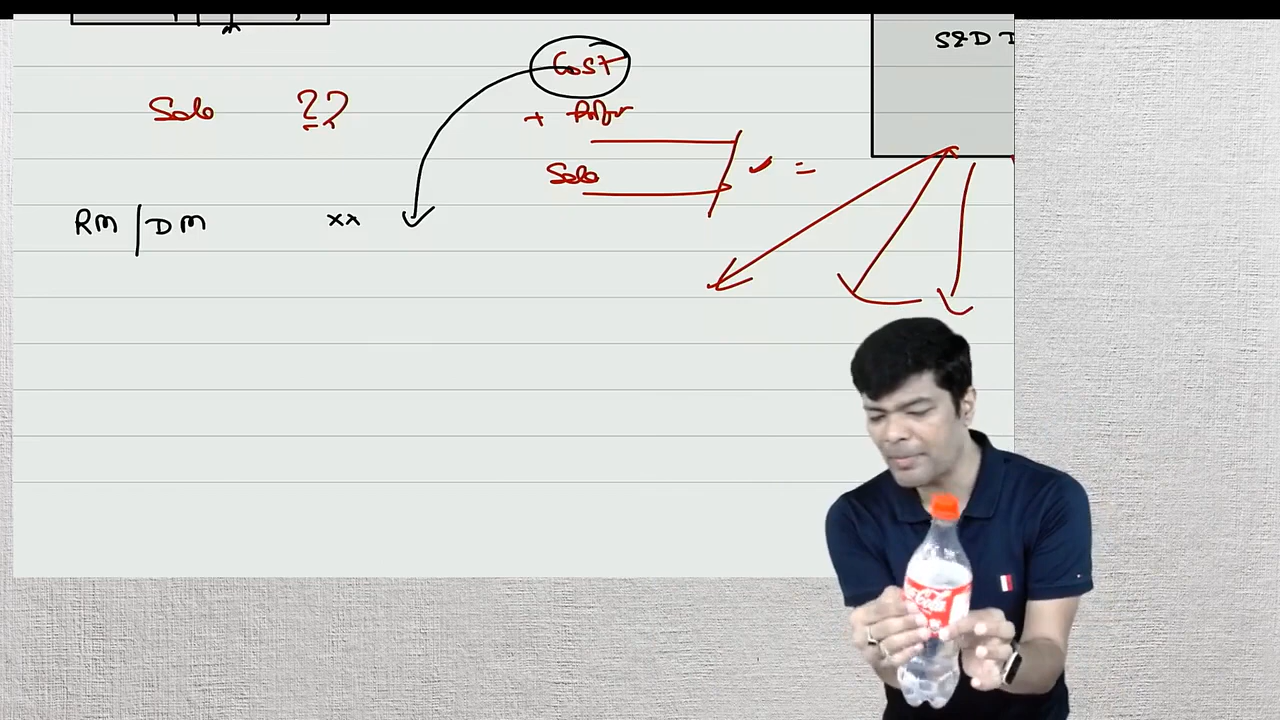 S&D
Cost
Sale ??
+ Profit
Sale =
RM | DM xx